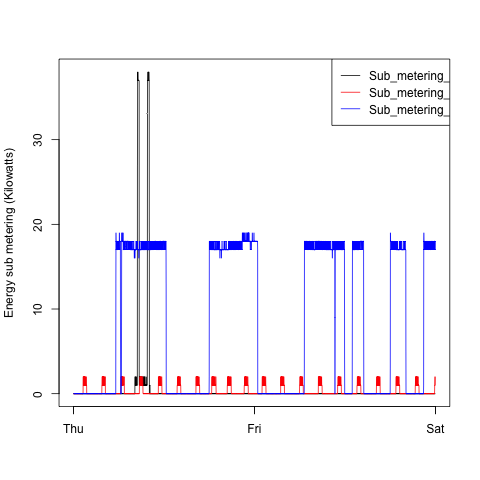 Sub_metering_
Sub_metering_
Sub_metering_
Energy sub metering (Kilowatts)
30
20
10
0
Thu Fri Sat